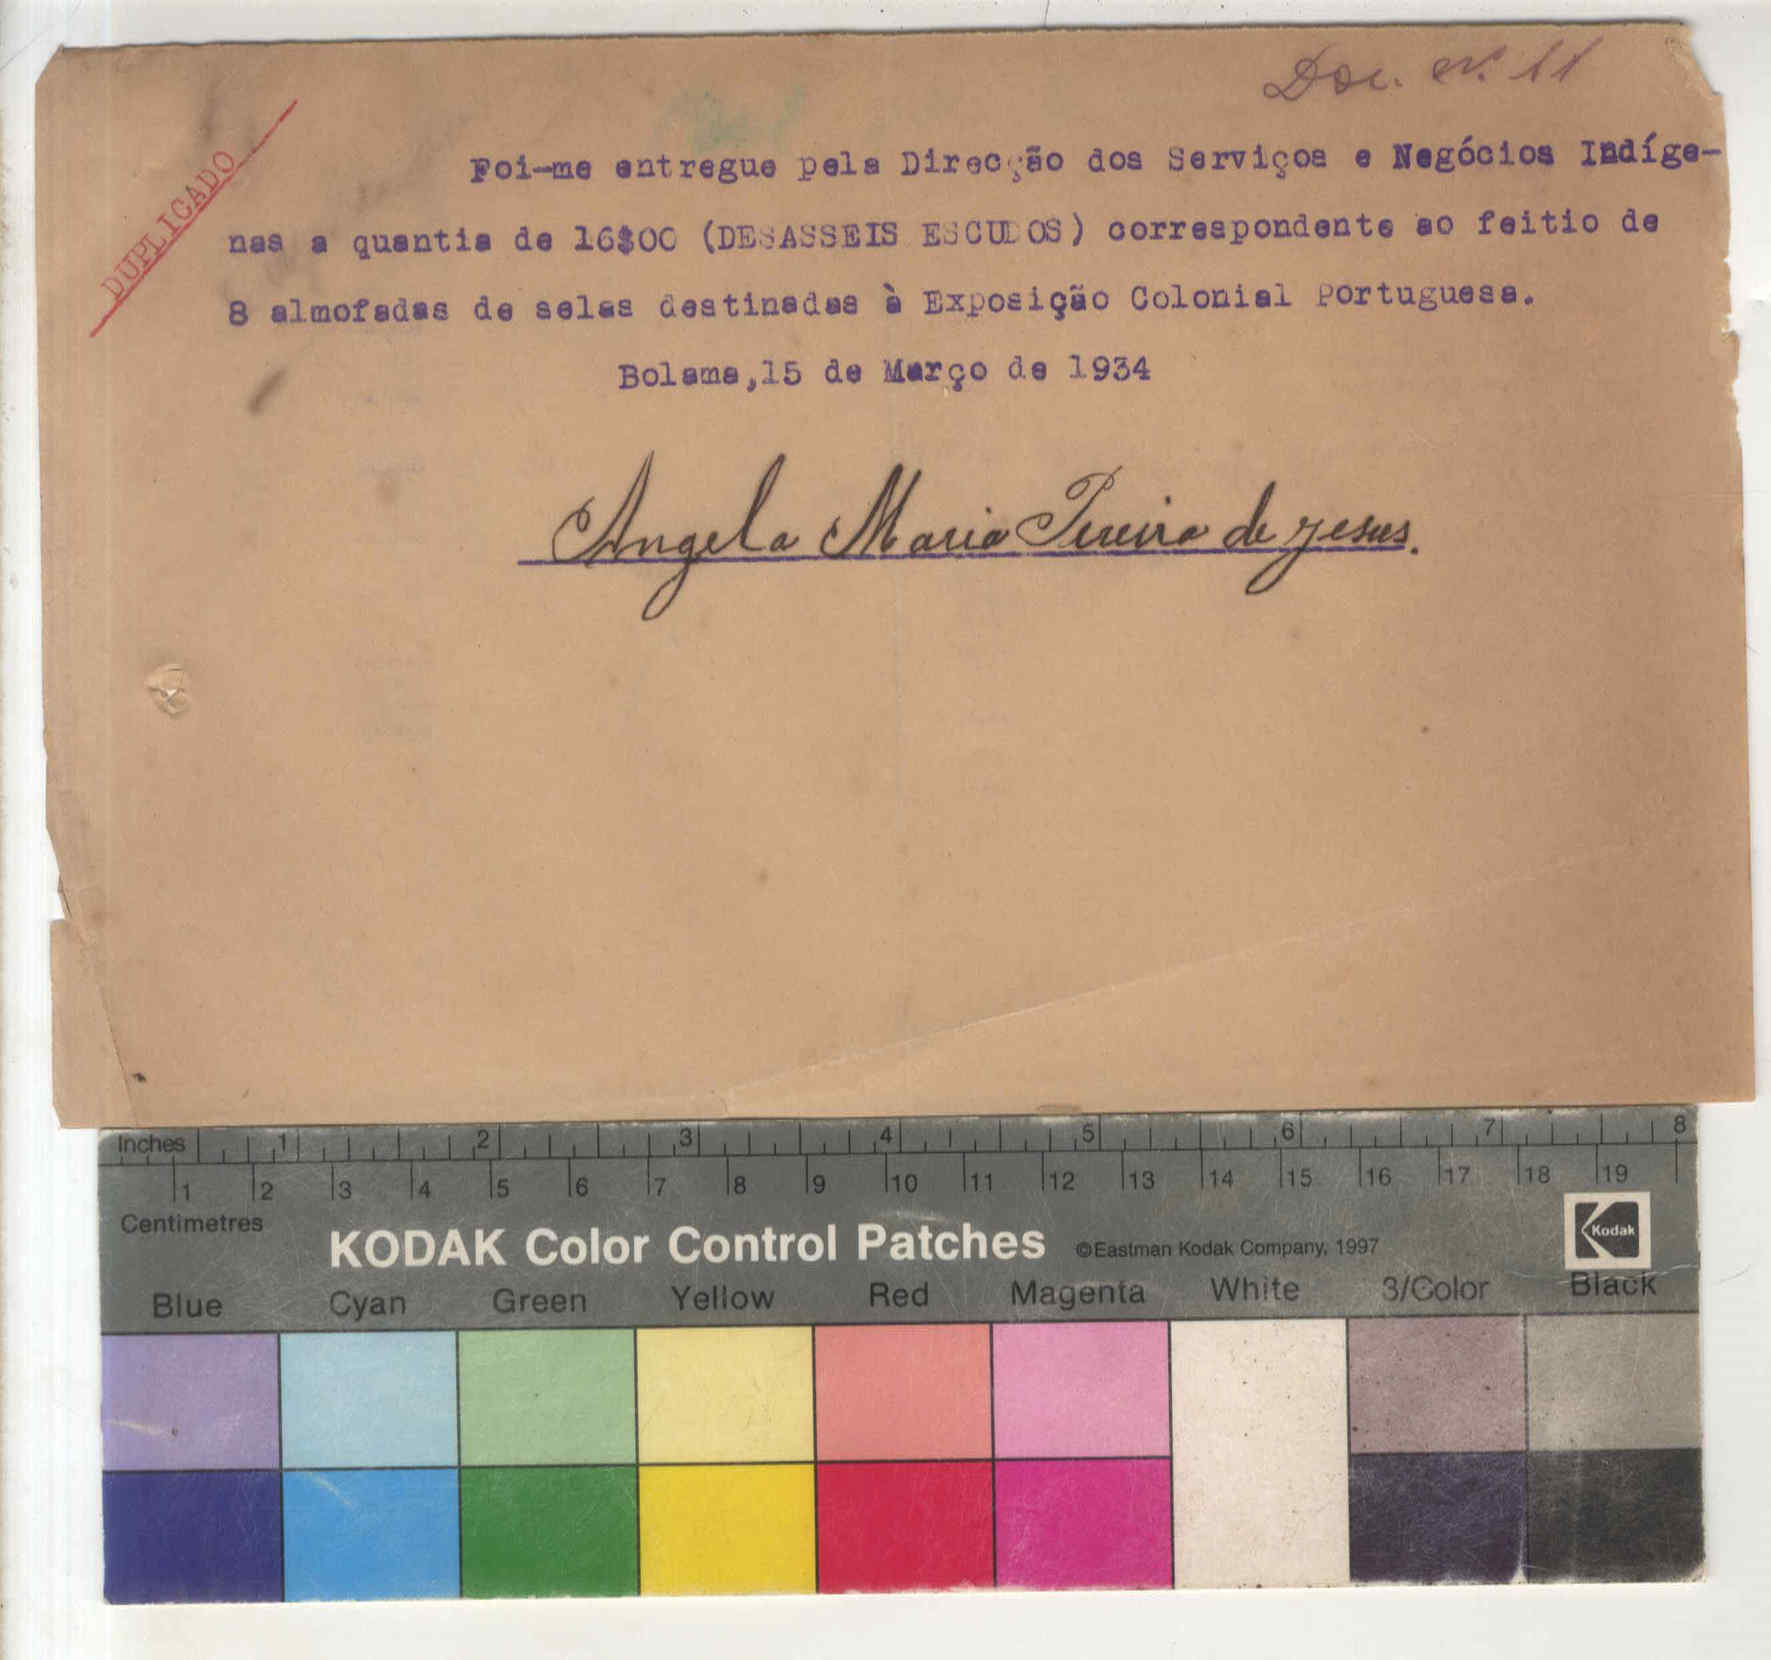 Doc. Nº 11
DUPLICADO
Foi-me entregue pela Direcção dos Serviços e Negócios Indíge-
nas a quantia de 16$00 (DESASSEIS ESCUDOS) correspondente ao feitio de
8 almofadas de selas destinadas à Exposição Colonial Portuguesa.
Bolama,15 de Março de 1934
Angela Maria Pereira de Jesus.
Inches 1 2 3 4 5 6 7 8
1 2 3 4 5 6 7 8 9 10 11 12 13 14 15 16 17 18 19
Centimetres
KODAK Color Control Patches ©Eastman Kodak Company, 1997 Kodak
Blue Cyan Green Yellow Red Magenta White 3/Color Black